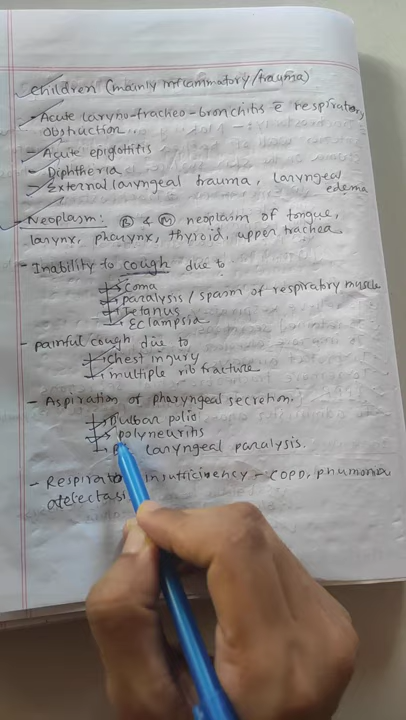 children (mainly inflammatory/trauma)
- Acute laryno-tracheo-bronchitis c̄ respiratory
obstruction.
- Acute epiglottitis
- Diphtheria
- External laryngeal trauma, laryngeal
edema
- Neoplasm: Ⓑ & Ⓜ neoplasm of tongue,
larynx, pharynx, thyroid, upper trachea
- Inability to cough due to
→ Coma
→ paralysis/spasm of respiratory muscle
→ Tetanus
→ Eclampsia
- painful cough due to
→ chest injury
→ multiple rib fracture
- Aspiration of pharyngeal secretion.
→ bulbar polio
→ polyneuritis
→ laryngeal paralysis.
- insufficiency - COPD, phumonia
atelectasis